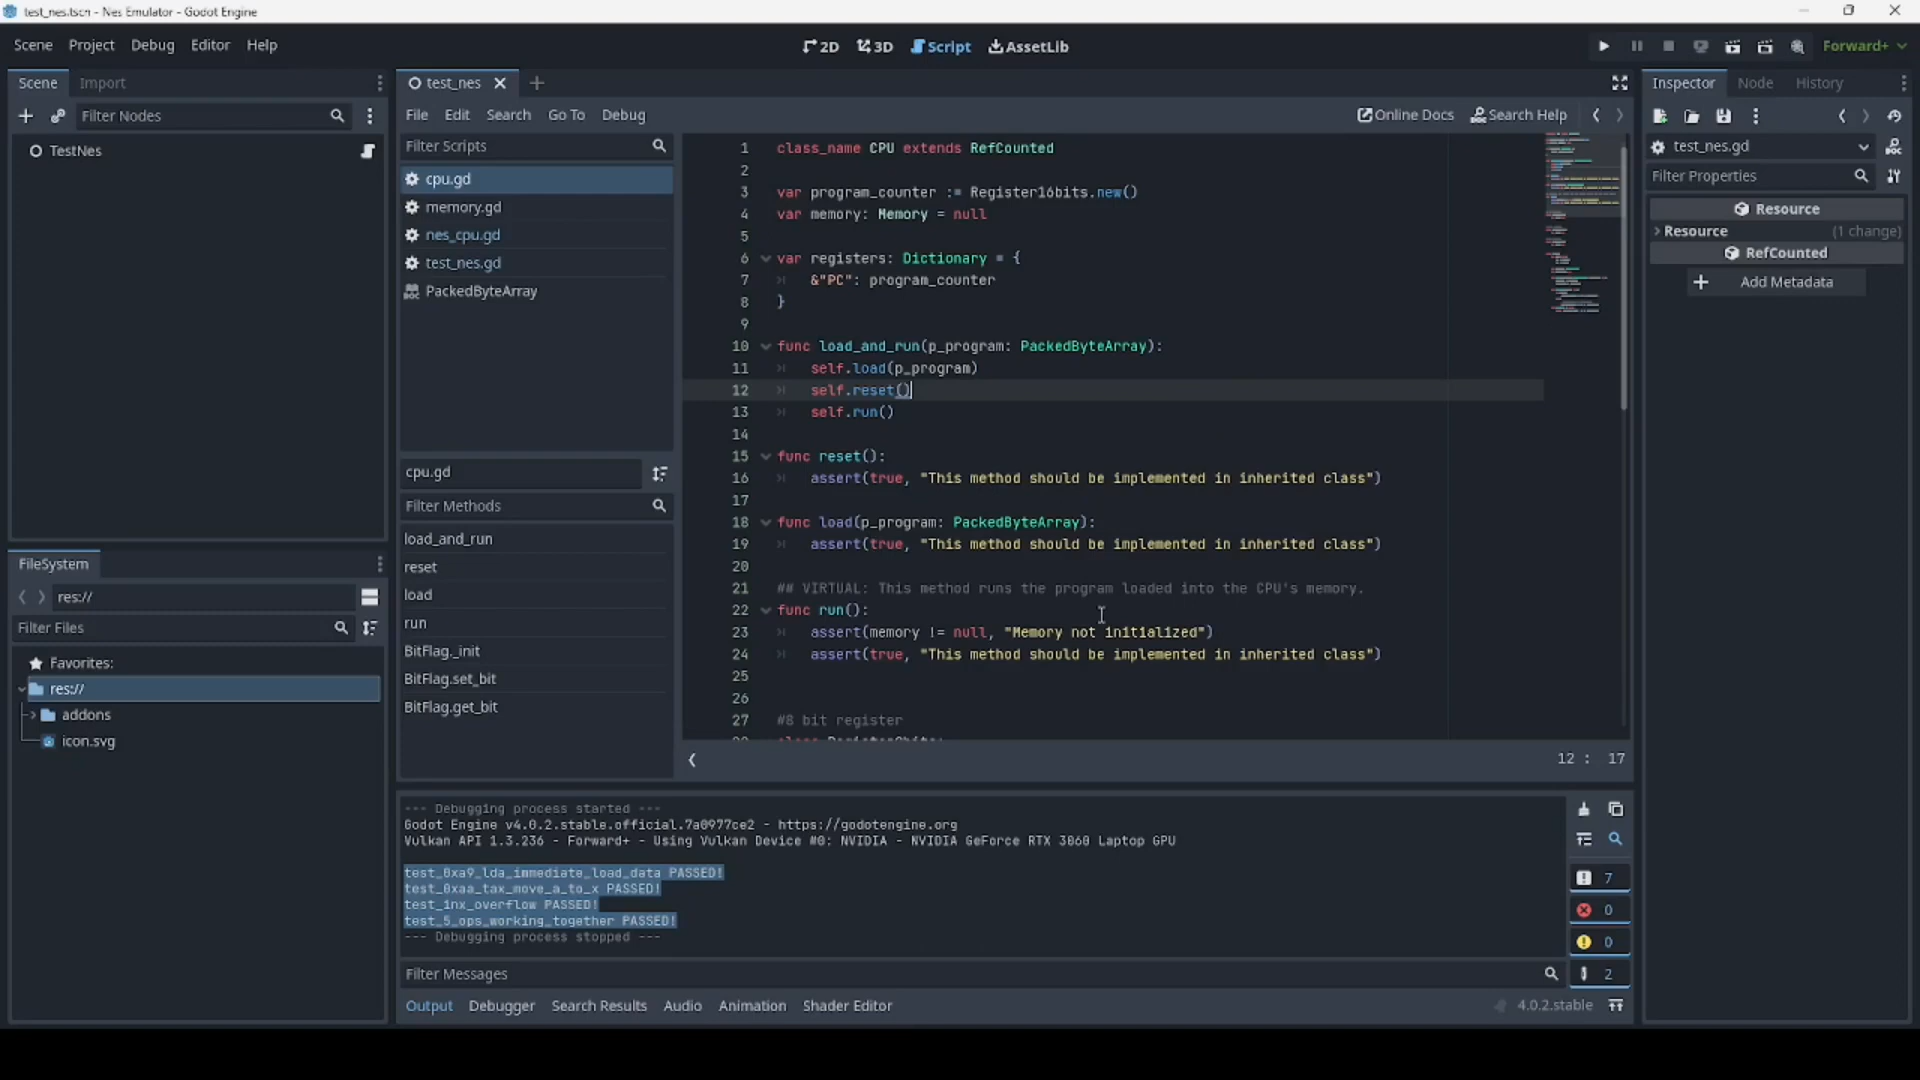 test_nes.tscn - Nes Emulator - Godot Engine
Scene Project Debug Editor Help
2D 3D Script AssetLib
Forward+
Scene Import
Filter Nodes
TestNes
FileSystem
res://
Filter Files
Favorites:
res://
addons
icon.svg
test_nes
File Edit Search Go To Debug
Online Docs Search Help
Filter Scripts
cpu.gd
memory.gd
nes_cpu.gd
test_nes.gd
PackedByteArray
cpu.gd
Filter Methods
load_and_run
reset
load
run
BitFlag._init
BitFlag.set_bit
BitFlag.get_bit
1 class_name CPU extends RefCounted
2
3 var program_counter := Register16bits.new()
4 var memory: Memory = null
5
6 var registers: Dictionary = {
7 &"PC": program_counter
8 }
9
10 func load_and_run(p_program: PackedByteArray):
11 self.load(p_program)
12 self.reset()
13 self.run()
14
15 func reset():
16 assert(true, "This method should be implemented in inherited class")
17
18 func load(p_program: PackedByteArray):
19 assert(true, "This method should be implemented in inherited class")
20
21 ## VIRTUAL: This method runs the program loaded into the CPU's memory.
22 func run():
23 assert(memory != null, "Memory not initialized")
24 assert(true, "This method should be implemented in inherited class")
25
26
27 #8 bit register
12 : 17
--- Debugging process started ---
Godot Engine v4.0.2.stable.official.7a0977ce2 - https://godotengine.org
Vulkan API 1.3.236 - Forward+ - Using Vulkan Device #0: NVIDIA - NVIDIA GeForce RTX 3060 Laptop GPU
test_0xa9_lda_immediate_load_data PASSED!
test_0xaa_tax_move_a_to_x PASSED!
test_inx_overflow PASSED!
test_5_ops_working_together PASSED!
--- Debugging process stopped ---
7
0
0
2
Filter Messages
Output Debugger Search Results Audio Animation Shader Editor
4.0.2.stable
Inspector Node History
test_nes.gd
Filter Properties
Resource
Resource (1 change)
RefCounted
Add Metadata